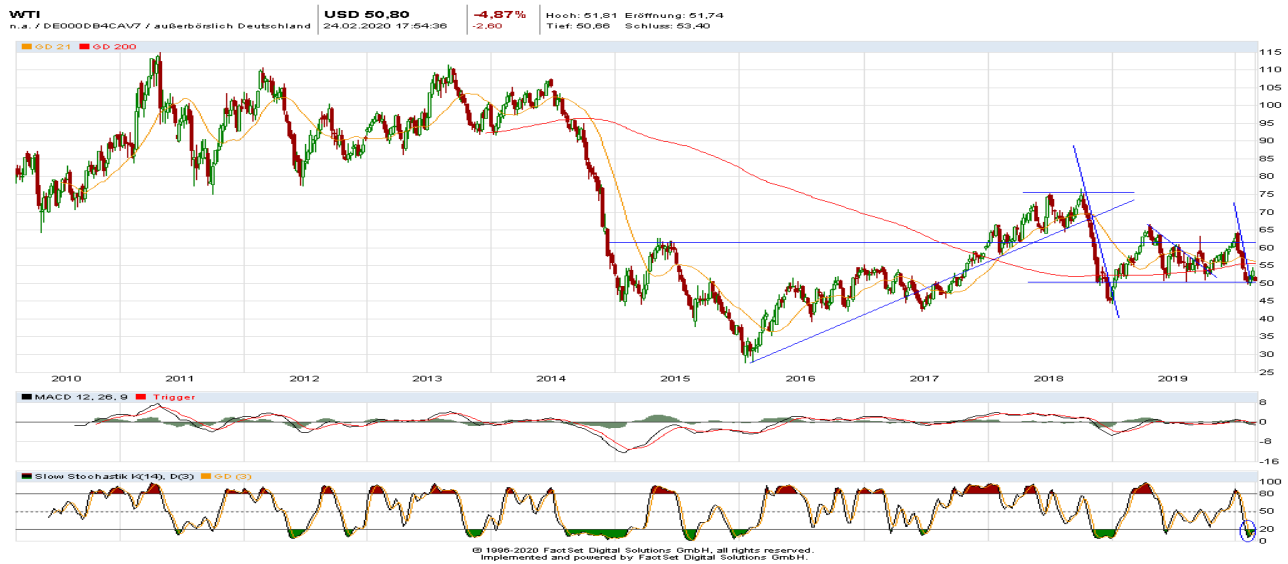 WTI
n.a. / DE000DB4CAV7 / außerbörslich Deutschland
USD 50,80
24.02.2020 17:54:36
-4,87%
-2,60
Hoch: 51,81 Eröffnung: 51,74
Tief: 50,66 Schluss: 53,40
GD 21 GD 200
115
110
105
100
95
90
85
80
75
70
65
60
55
50
45
40
35
30
25
2010 2011 2012 2013 2014 2015 2016 2017 2018 2019
MACD 12, 26, 9 Trigger
8
0
-8
-16
Slow Stochastik K(14), D(3) GD (3)
100
80
50
20
0
© 1996-2020 FactSet Digital Solutions GmbH, all rights reserved.
Implemented and powered by FactSet Digital Solutions GmbH.